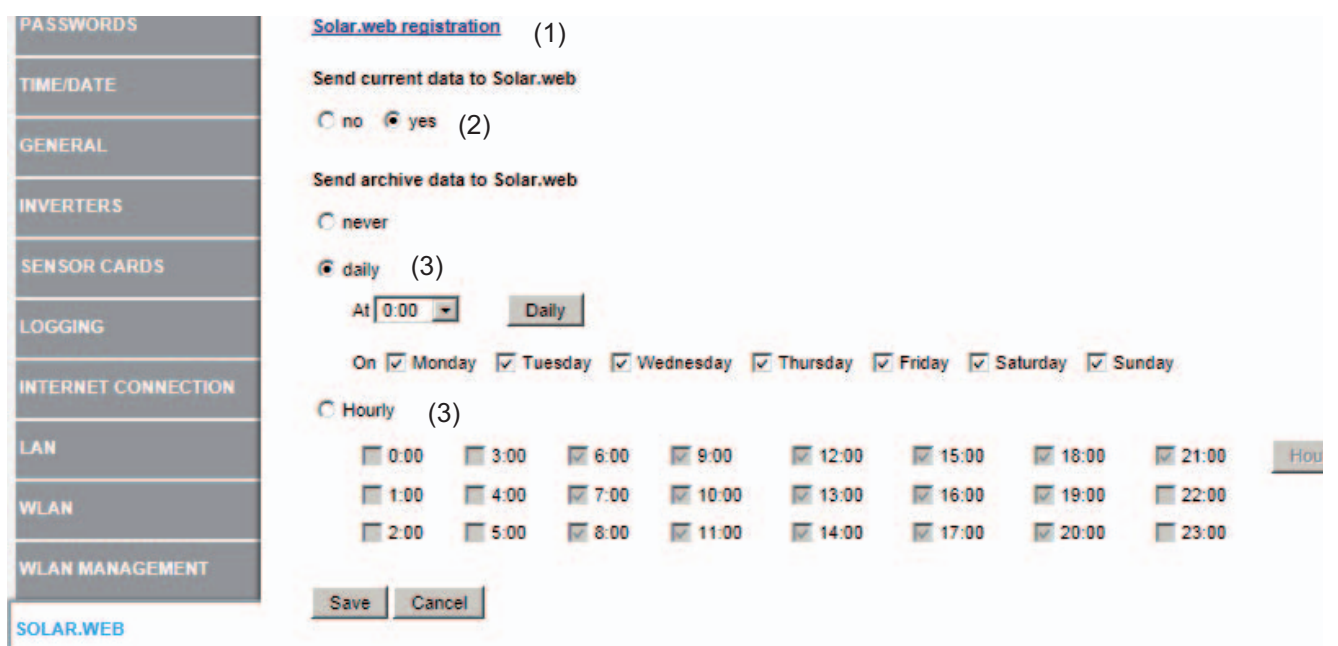 PASSWORDS
TIME/DATE
GENERAL
INVERTERS
SENSOR CARDS
LOGGING
INTERNET CONNECTION
LAN
WLAN
WLAN MANAGEMENT
SOLAR.WEB
Solar.web registration (1)
Send current data to Solar.web
no yes (2)
Send archive data to Solar.web
never
daily (3)
At 0:00 Daily
On Monday Tuesday Wednesday Thursday Friday Saturday Sunday
Hourly (3)
0:00 3:00 6:00 9:00 12:00 15:00 18:00 21:00 Hou
1:00 4:00 7:00 10:00 13:00 16:00 19:00 22:00
2:00 5:00 8:00 11:00 14:00 17:00 20:00 23:00
Save Cancel